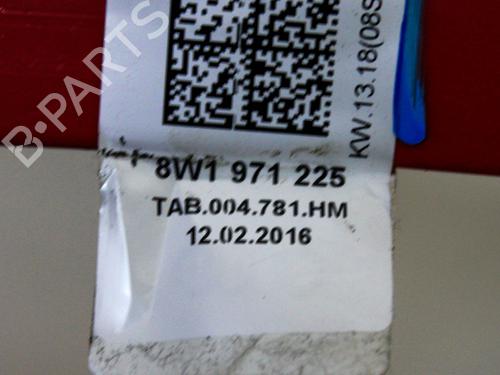 B-PARTS
KW.13.18(08S
8W1 971 225
TAB.004.781.HM
12.02.2016